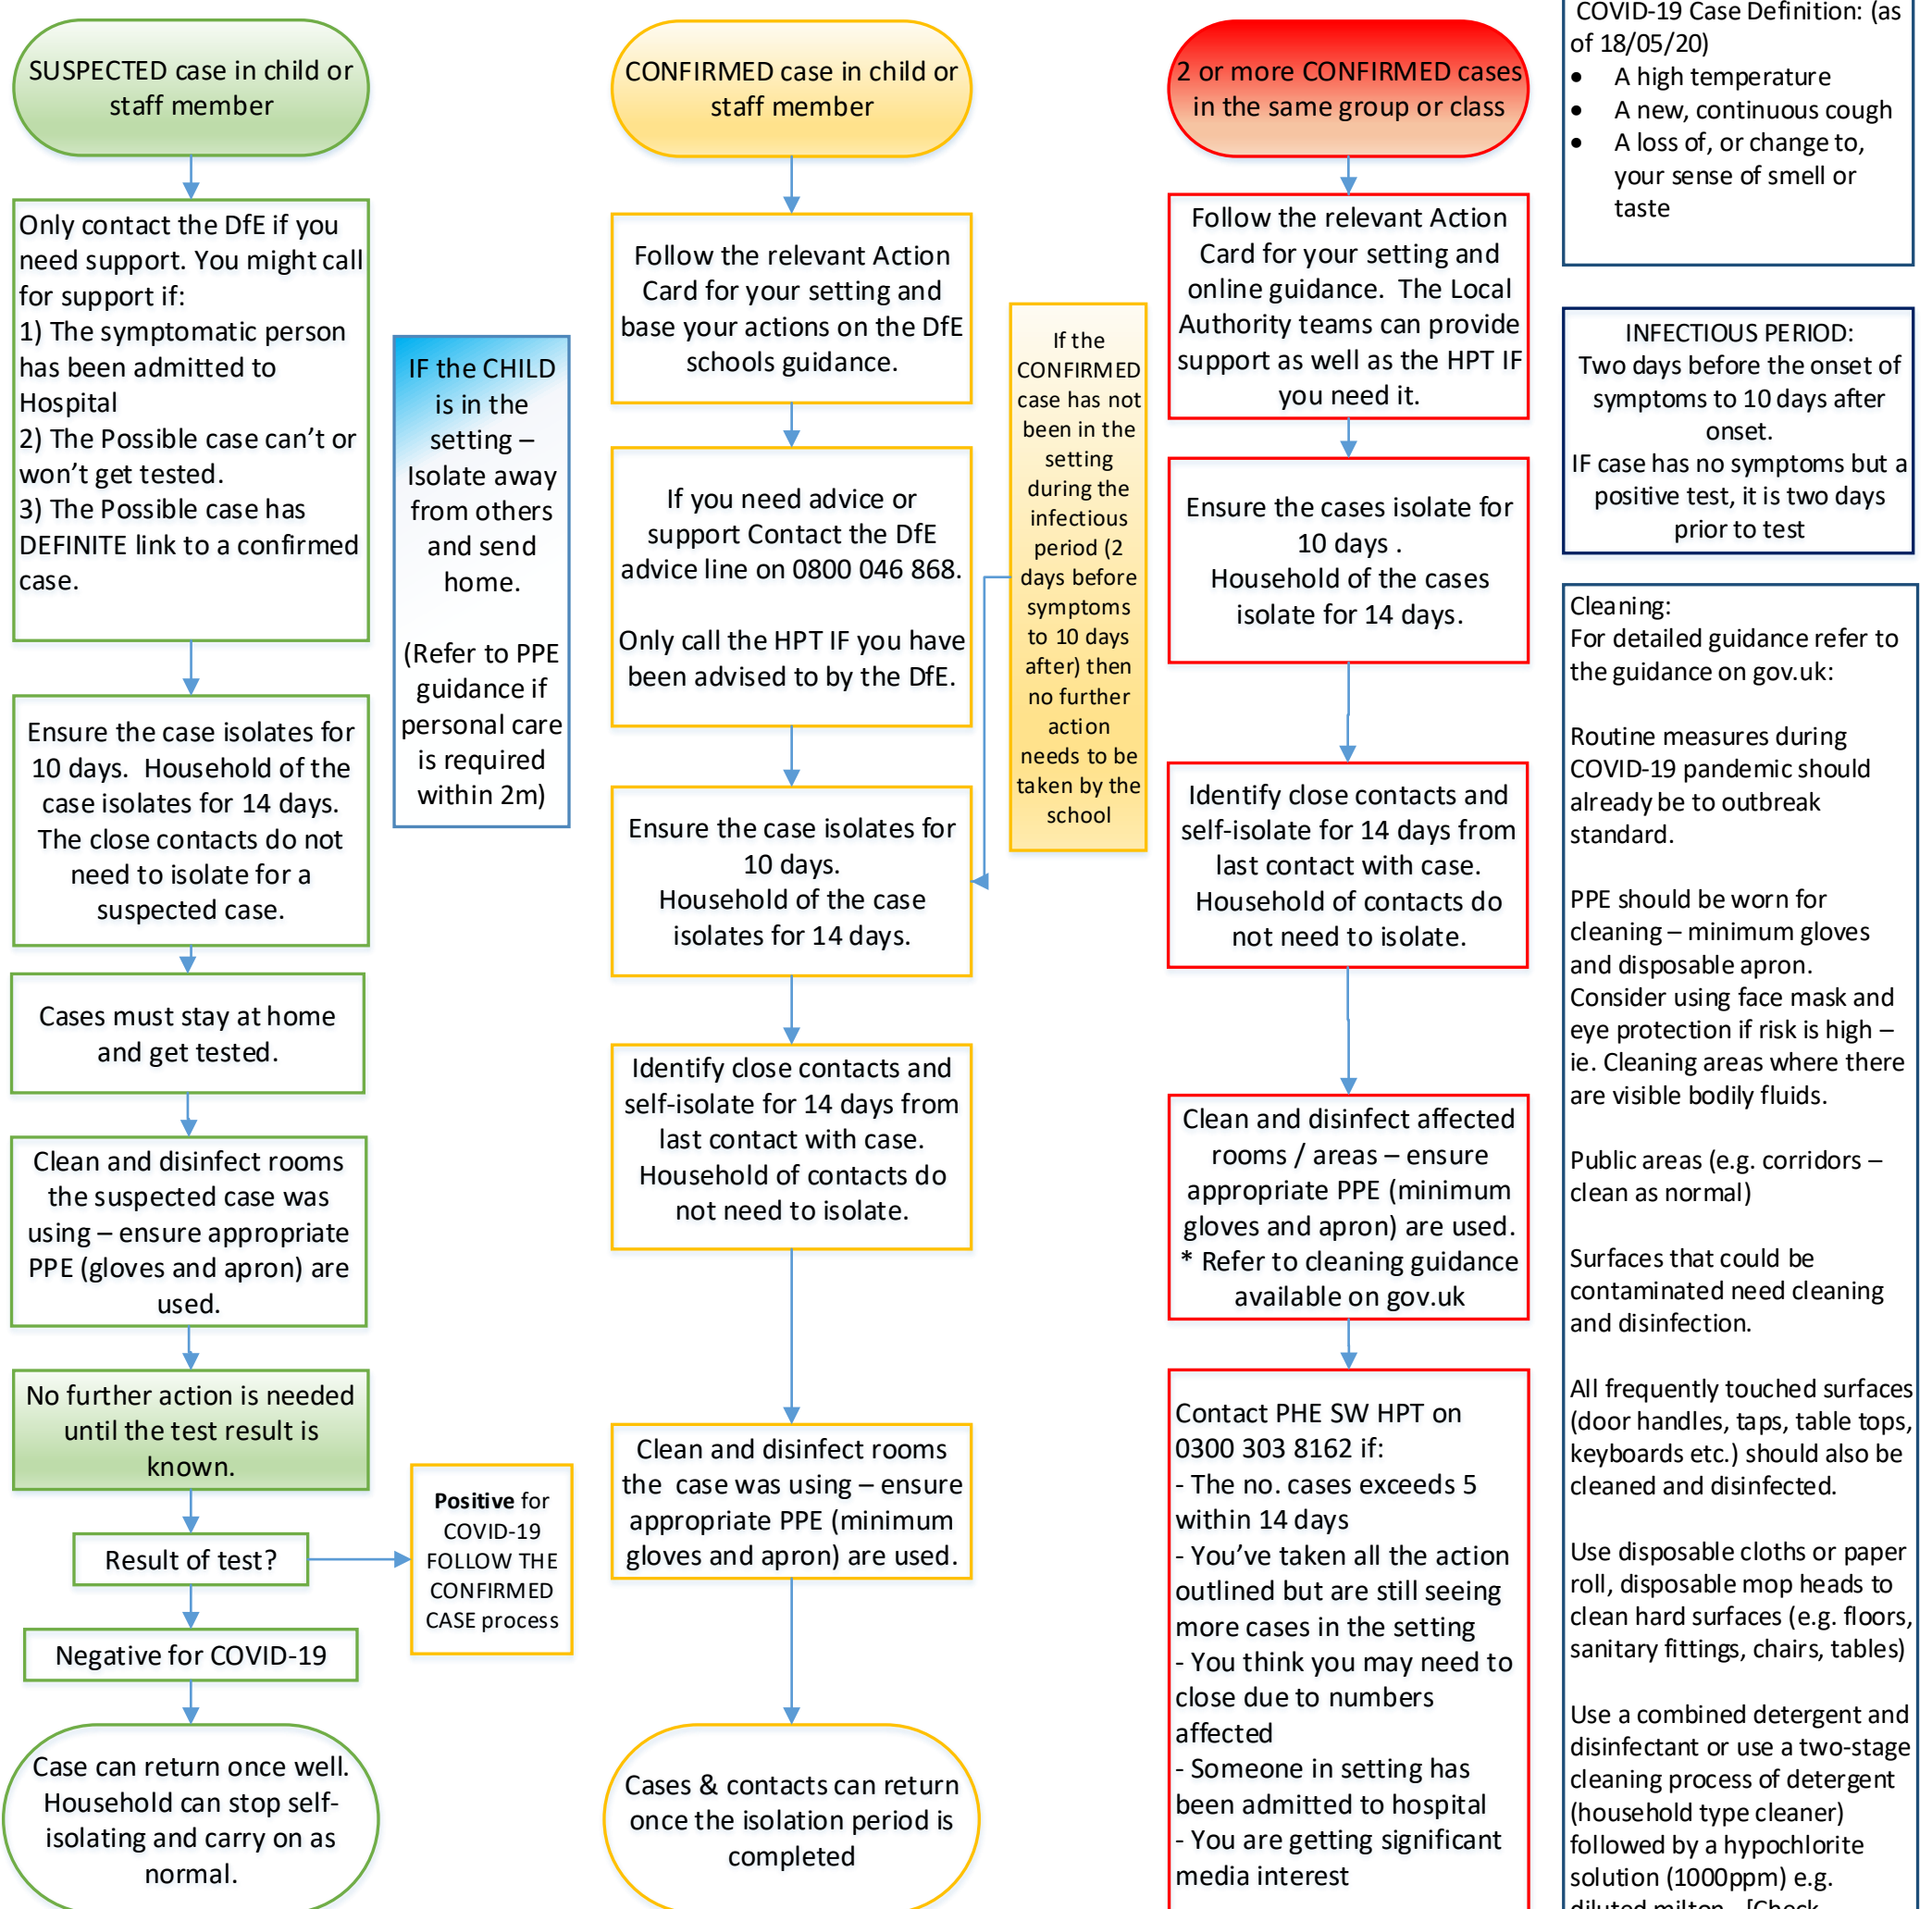 SUSPECTED case in child or
staff member
Only contact the DfE if you
need support. You might call
for support if:
1) The symptomatic person
has been admitted to
Hospital
2) The Possible case can't or
won't get tested.
3) The Possible case has
DEFINITE link to a confirmed
case.
Ensure the case isolates for
10 days. Household of the
case isolates for 14 days.
The close contacts do not
need to isolate for a
suspected case.
Cases must stay at home
and get tested.
Clean and disinfect rooms
the suspected case was
using – ensure appropriate
PPE (gloves and apron) are
used.
No further action is needed
until the test result is
known.
Result of test?
Negative for COVID-19
Case can return once well.
Household can stop self-
isolating and carry on as
normal.
IF the CHILD
is in the
setting –
Isolate away
from others
and send
home.
(Refer to PPE
guidance if
personal care
is required
within 2m)
Positive for
COVID-19
FOLLOW THE
CONFIRMED
CASE process
CONFIRMED case in child or
staff member
Follow the relevant Action
Card for your setting and
base your actions on the DfE
schools guidance.
If you need advice or
support Contact the DfE
advice line on 0800 046 868.
Only call the HPT IF you have
been advised to by the DfE.
Ensure the case isolates for
10 days.
Household of the case
isolates for 14 days.
Identify close contacts and
self-isolate for 14 days from
last contact with case.
Household of contacts do
not need to isolate.
Clean and disinfect rooms
the case was using – ensure
appropriate PPE (minimum
gloves and apron) are used.
Cases & contacts can return
once the isolation period is
completed
If the
CONFIRMED
case has not
been in the
setting
during the
infectious
period (2
days before
symptoms
to 10 days
after) then
no further
action
needs to be
taken by the
school
2 or more CONFIRMED cases
in the same group or class
Follow the relevant Action
Card for your setting and
online guidance. The Local
Authority teams can provide
support as well as the HPT IF
you need it.
Ensure the cases isolate for
10 days .
Household of the cases
isolate for 14 days.
Identify close contacts and
self-isolate for 14 days from
last contact with case.
Household of contacts do
not need to isolate.
Clean and disinfect affected
rooms / areas – ensure
appropriate PPE (minimum
gloves and apron) are used.
* Refer to cleaning guidance
available on gov.uk
Contact PHE SW HPT on
0300 303 8162 if:
- The no. cases exceeds 5
within 14 days
- You've taken all the action
outlined but are still seeing
more cases in the setting
- You think you may need to
close due to numbers
affected
- Someone in setting has
been admitted to hospital
- You are getting significant
media interest
COVID-19 Case Definition: (as
of 18/05/20)
• A high temperature
• A new, continuous cough
• A loss of, or change to,
your sense of smell or
taste
INFECTIOUS PERIOD:
Two days before the onset of
symptoms to 10 days after
onset.
IF case has no symptoms but a
positive test, it is two days
prior to test
Cleaning:
For detailed guidance refer to
the guidance on gov.uk:
Routine measures during
COVID-19 pandemic should
already be to outbreak
standard.
PPE should be worn for
cleaning – minimum gloves
and disposable apron.
Consider using face mask and
eye protection if risk is high –
ie. Cleaning areas where there
are visible bodily fluids.
Public areas (e.g. corridors –
clean as normal)
Surfaces that could be
contaminated need cleaning
and disinfection.
All frequently touched surfaces
(door handles, taps, table tops,
keyboards etc.) should also be
cleaned and disinfected.
Use disposable cloths or paper
roll, disposable mop heads to
clean hard surfaces (e.g. floors,
sanitary fittings, chairs, tables)
Use a combined detergent and
disinfectant or use a two-stage
cleaning process of detergent
(household type cleaner)
followed by a hypochlorite
solution (1000ppm) e.g.
diluted milton [Check